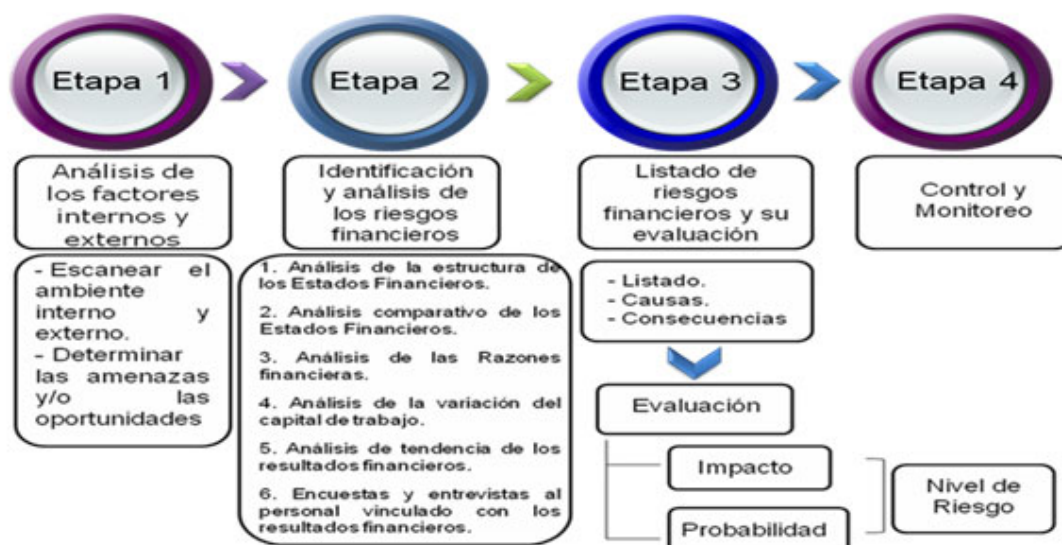 Etapa 1
Etapa 2
Etapa 3
Etapa 4
Análisis de
los factores
internos y
externos
- Escanear el
ambiente
interno y
externo.
- Determinar
las amenazas
y/o las
oportunidades
Identificación
y análisis de
los riesgos
financieros
1. Análisis de la estructura de
los Estados Financieros.
2. Análisis comparativo de los
Estados Financieros.
3. Análisis de las Razones
financieras.
4. Análisis de la variación del
capital de trabajo.
5. Análisis de tendencia de los
resultados financieros.
6. Encuestas y entrevistas al
personal vinculado con los
resultados financieros.
Listado de
riesgos
financieros y su
evaluación
- Listado.
- Causas.
- Consecuencias
Evaluación
Impacto
Probabilidad
Nivel de
Riesgo
Control y
Monitoreo